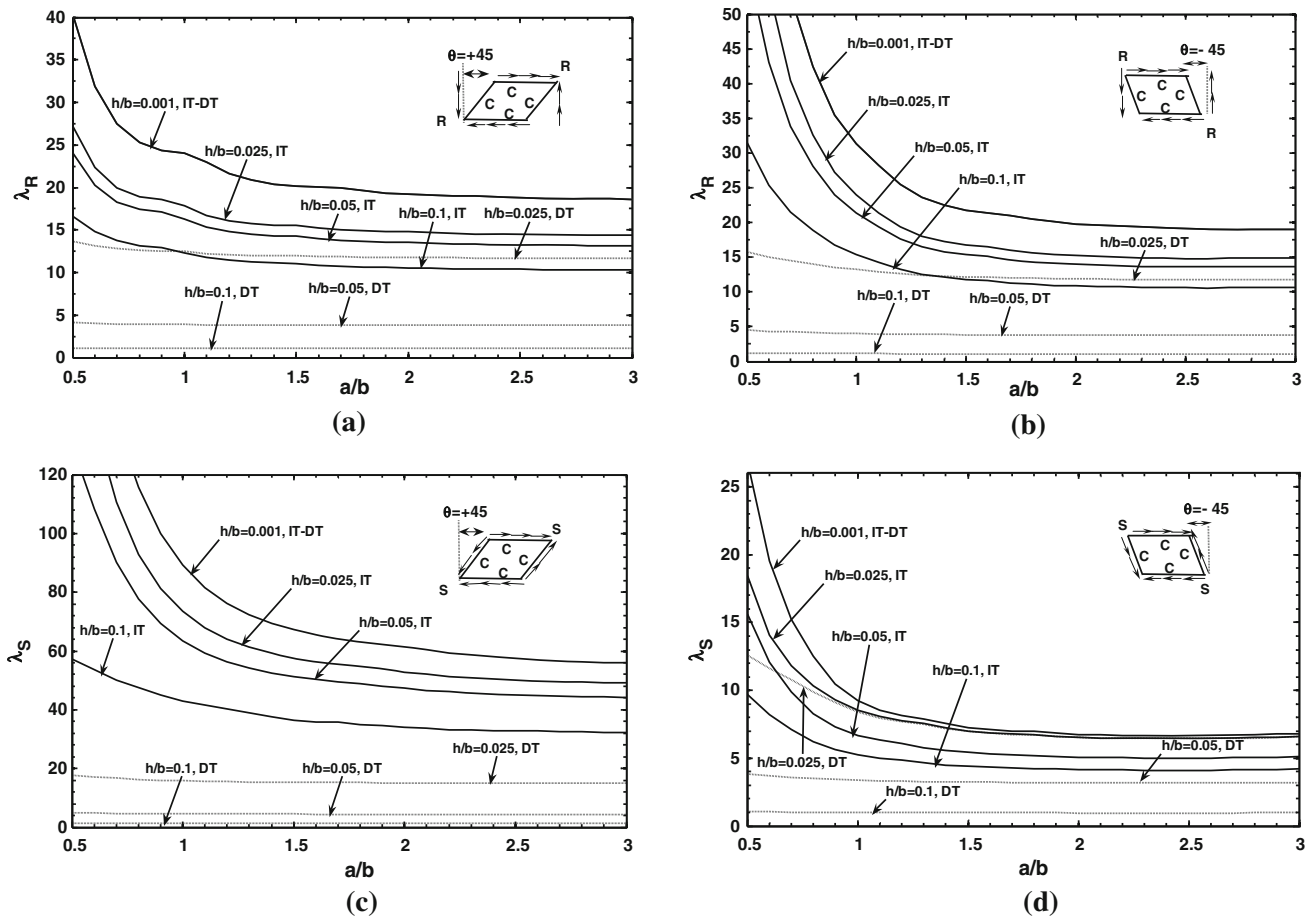 40
35
30
25
20
15
10
5
0
λR
θ=+45
R
C
C
C
C
R
h/b=0.001, IT-DT
h/b=0.025, IT
h/b=0.05, IT
h/b=0.1, IT
h/b=0.025, DT
h/b=0.1, DT
h/b=0.05, DT
0.5 1 1.5 2 2.5 3
a/b
(a)
50
45
40
35
30
25
20
15
10
5
0
λR
θ=- 45
R
C
C
C
C
R
h/b=0.001, IT-DT
h/b=0.025, IT
h/b=0.05, IT
h/b=0.1, IT
h/b=0.025, DT
h/b=0.1, DT
h/b=0.05, DT
0.5 1 1.5 2 2.5 3
a/b
(b)
120
100
80
60
40
20
0
λS
θ=+45
S
C
C
C
C
S
h/b=0.001, IT-DT
h/b=0.025, IT
h/b=0.05, IT
h/b=0.1, IT
h/b=0.025, DT
h/b=0.1, DT
h/b=0.05, DT
0.5 1 1.5 2 2.5 3
a/b
(c)
25
20
15
10
5
0
λS
θ=- 45
S
C
C
C
C
S
h/b=0.001, IT-DT
h/b=0.025, IT
h/b=0.05, IT
h/b=0.1, IT
h/b=0.05, DT
h/b=0.025, DT
h/b=0.1, DT
0.5 1 1.5 2 2.5 3
a/b
(d)